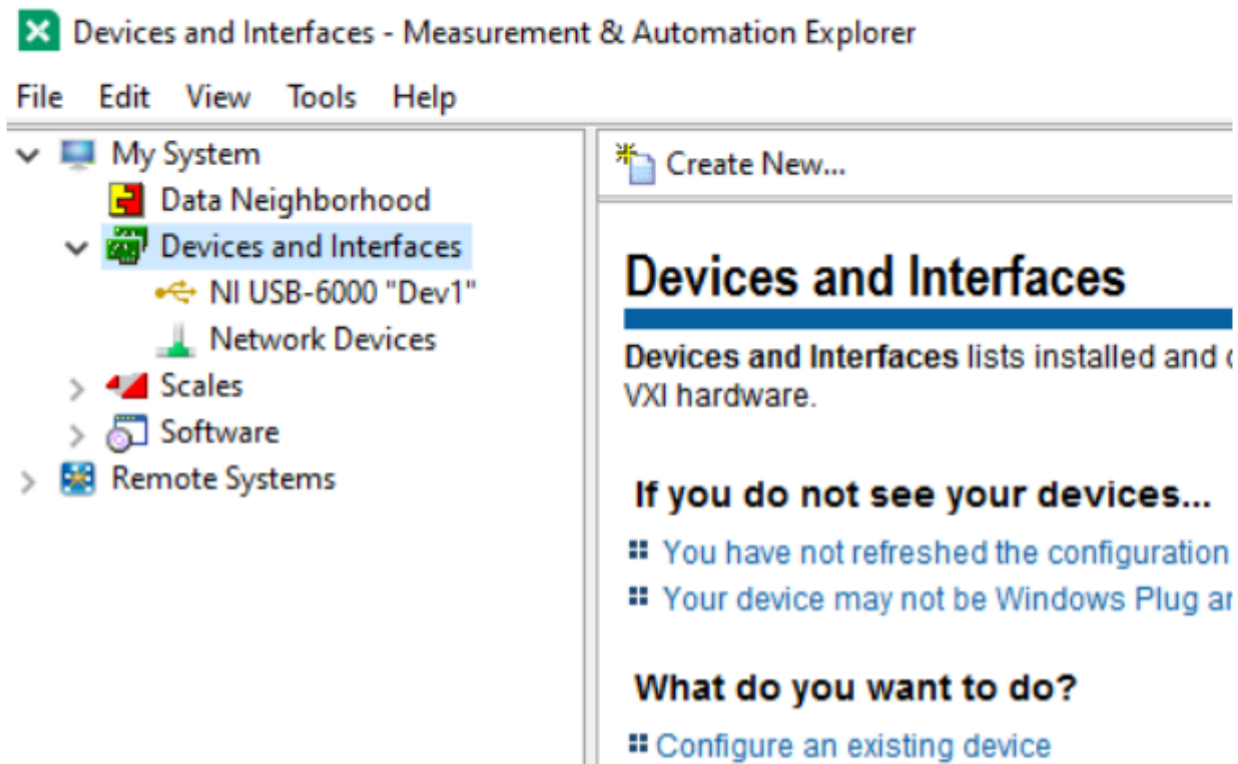 Devices and Interfaces - Measurement & Automation Explorer
File Edit View Tools Help
My System
Data Neighborhood
Devices and Interfaces
NI USB-6000 "Dev1"
Network Devices
Scales
Software
Remote Systems
Create New...
Devices and Interfaces
Devices and Interfaces lists installed and
VXI hardware.
If you do not see your devices...
You have not refreshed the configuration
Your device may not be Windows Plug
What do you want to do?
Configure an existing device